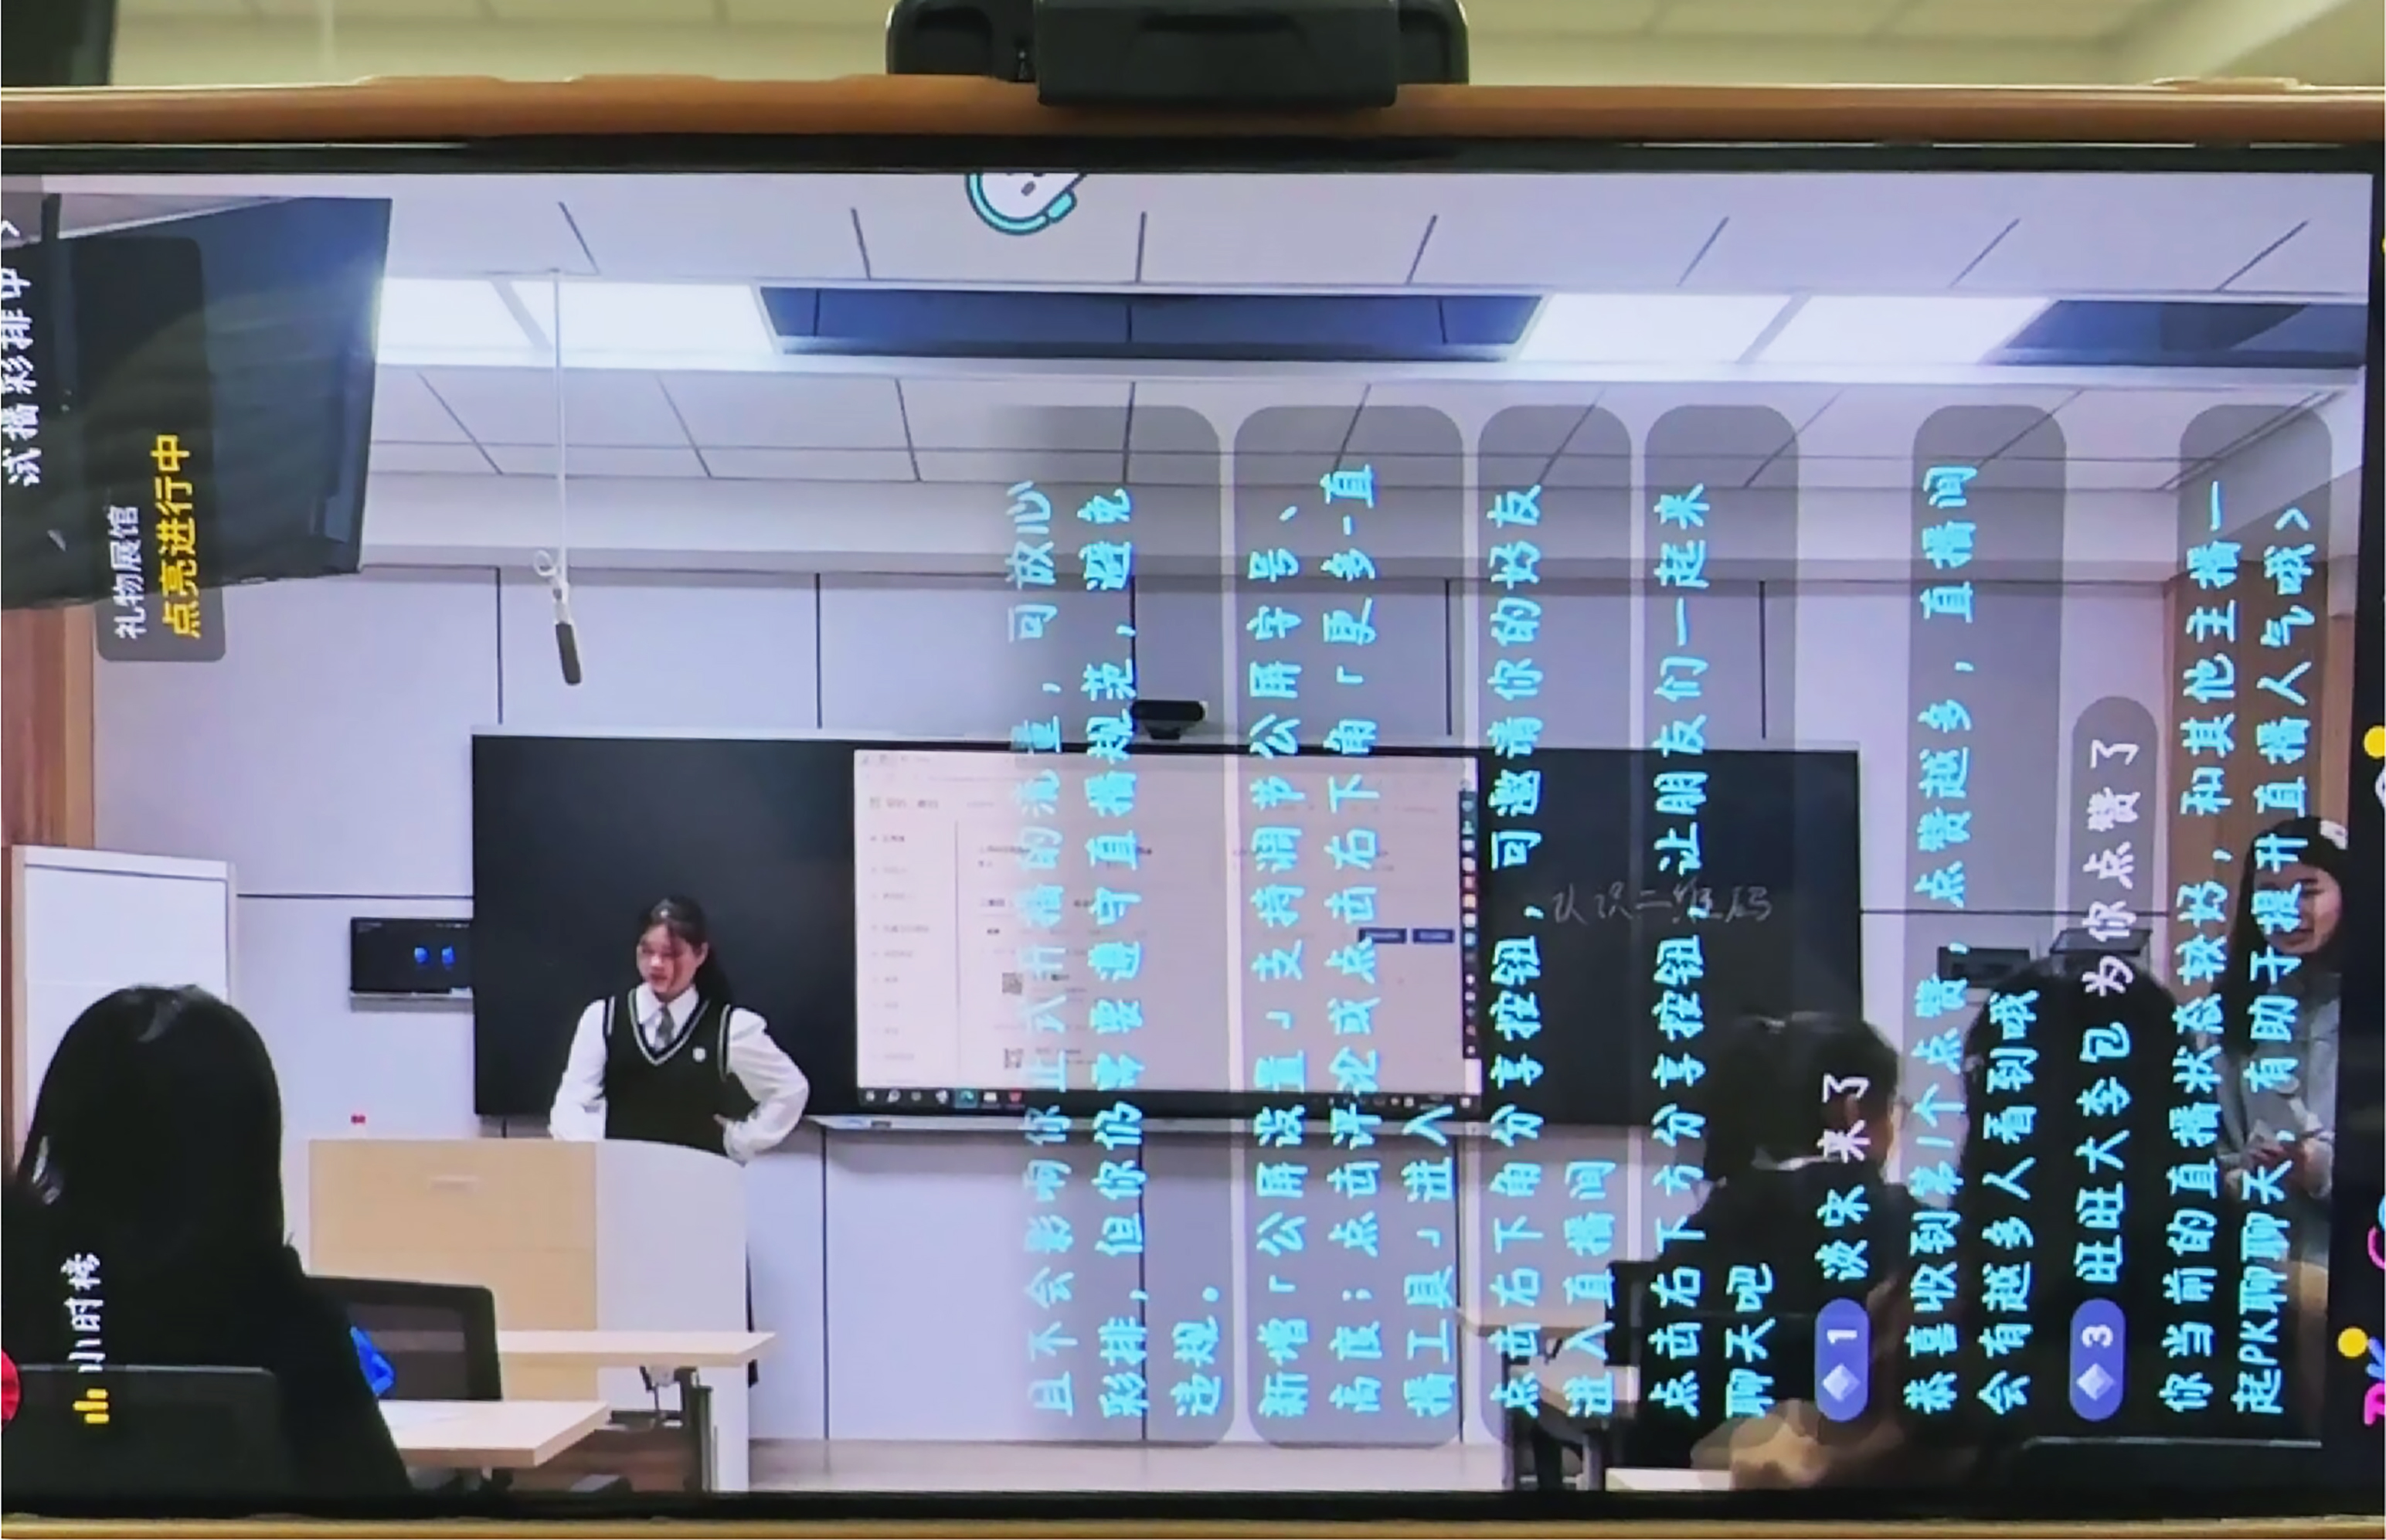 试播彩排中 >
礼物展馆
点亮进行中
小时榜
且不会影响你正式开播的流量，可放心
彩排，但你仍需要遵守直播规范，避免
违规。
新增「公屏设置」支持调节公屏字号、
高度；点击评论或点击右下角「更多-直
播工具」进入
点击右下角分享按钮，可邀请你的好友
进入直播间
点击右下方分享按钮，让朋友们一起来
聊天吧
1 谈宋 来了
恭喜收到第1个点赞，点赞越多，直播间
会有越多人看到哦
3 旺旺大李包 为你点赞了
你当前的直播状态较好，和其他主播一
起PK聊聊天，有助于提升直播人气哦>
PK
认识二维码